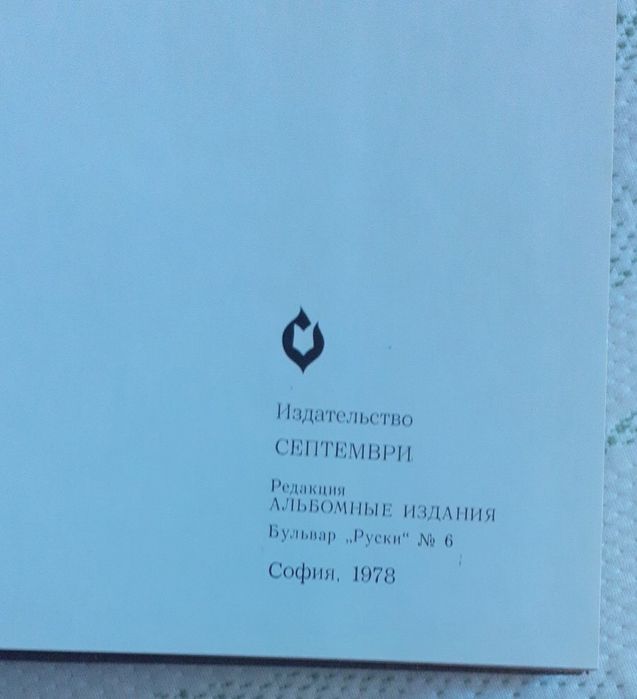 Издательство
СЕПТЕМВРИ
Редакция
АЛЬБОМНЫЕ ИЗДАНИЯ
Бульвар „Руски“ № 6
София, 1978